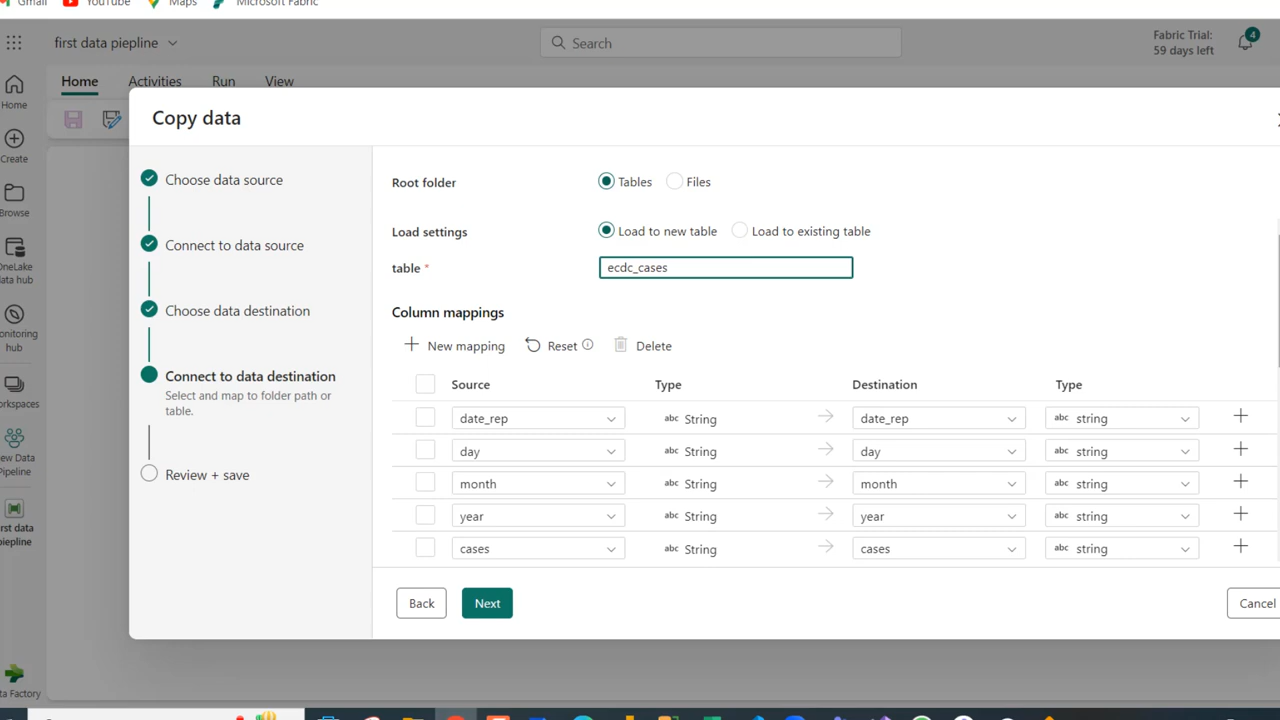 Gmail YouTube Maps Microsoft Fabric
first data piepline Search Fabric Trial:
59 days left 4
Home Activities Run View
Home
Create
Browse
OneLake
data hub
onitoring
hub
orkspaces
ew Data
Pipeline
irst data
piepline
Data Factory
Copy data
Choose data source
Connect to data source
Choose data destination
Connect to data destination
Select and map to folder path or
table.
Review + save
Root folder Tables Files
Load settings Load to new table Load to existing table
table * ecdc_cases
Column mappings
New mapping Reset Delete
Source Type Destination Type
date_rep abc String date_rep abc string
day abc String day abc string
month abc String month abc string
year abc String year abc string
cases abc String cases abc string
Back Next Cancel